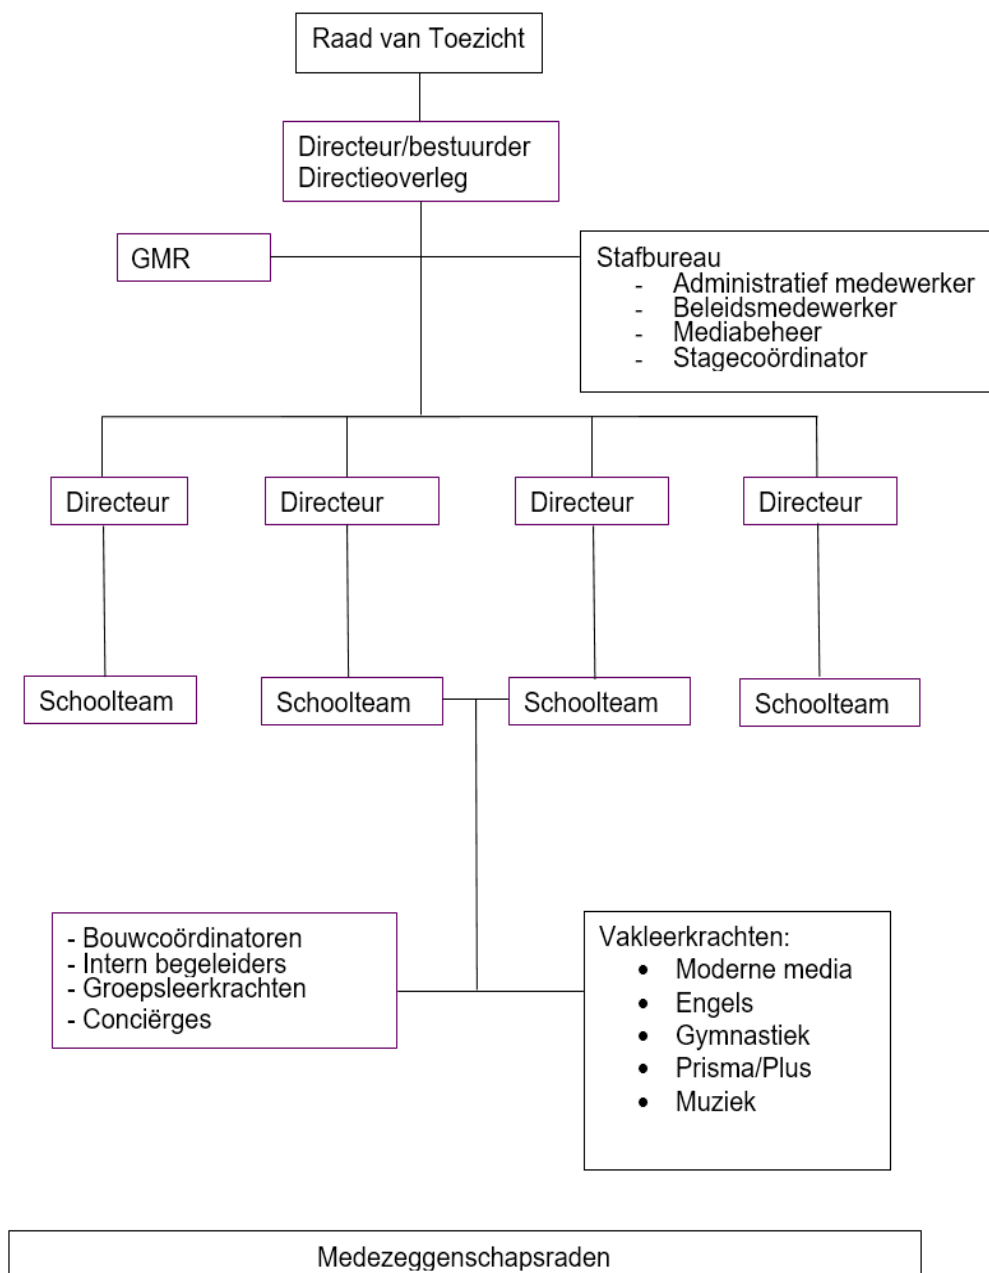 Raad van Toezicht
Directeur/bestuurder
Directieoverleg
GMR
Stafbureau
- Administratief medewerker
- Beleidsmedewerker
- Mediabeheer
- Stagecoördinator
Directeur
Directeur
Directeur
Directeur
Schoolteam
Schoolteam
Schoolteam
Schoolteam
- Bouwcoördinatoren
- Intern begeleiders
- Groepsleerkrachten
- Conciërges
Vakleerkrachten:
• Moderne media
• Engels
• Gymnastiek
• Prisma/Plus
• Muziek
Medezeggenschapsraden